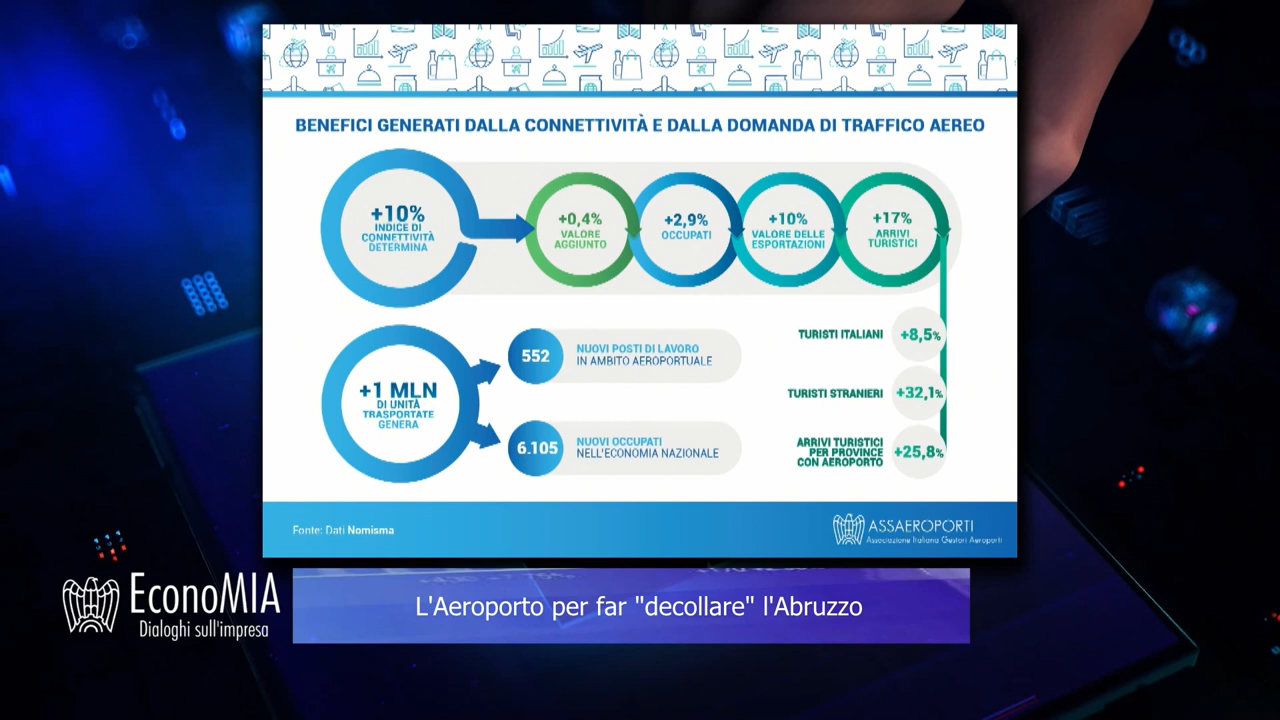 BENEFICI GENERATI DALLA CONNETTIVITÀ E DALLA DOMANDA DI TRAFFICO AEREO
+10%
INDICE DI
CONNETTIVITÀ
DETERMINA
+0,4%
VALORE
AGGIUNTO
+2,9%
OCCUPATI
+10%
VALORE DELLE
ESPORTAZIONI
+17%
ARRIVI
TURISTICI
TURISTI ITALIANI
+8,5%
TURISTI STRANIERI
+32,1%
ARRIVI TURISTICI
PER PROVINCE
CON AEROPORTO
+25,8%
+1 MLN
DI UNITÀ
TRASPORTATE
GENERA
552
NUOVI POSTI DI LAVORO
IN AMBITO AEROPORTUALE
6.105
NUOVI OCCUPATI
NELL'ECONOMIA NAZIONALE
Fonte: Dati Nomisma
ASSAEROPORTI
Associazione Italiana Gestori Aeroporti
EconoMIA
Dialoghi sull'impresa
L'Aeroporto per far "decollare" l'Abruzzo